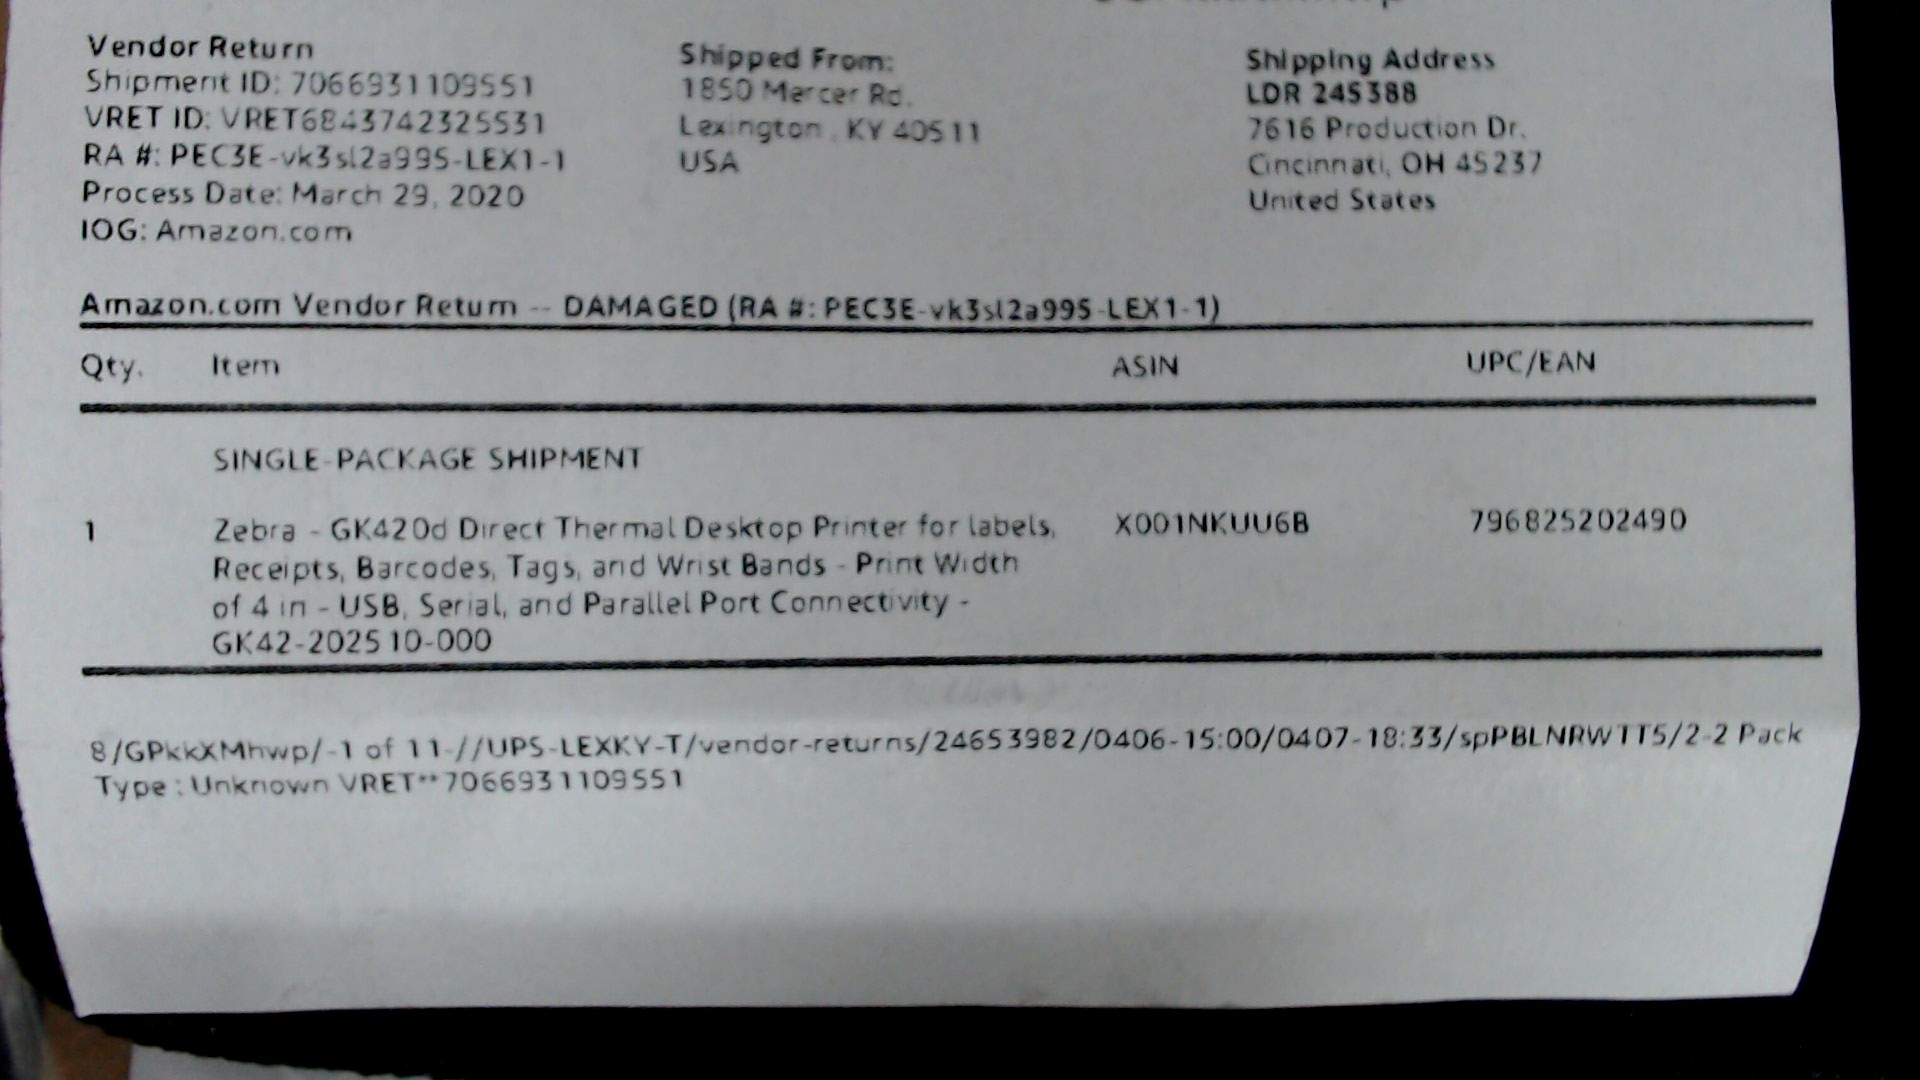 Vendor Return
Shipment ID: 7066931109551
VRET ID: VRET6843742325531
RA #: PEC3E-vk3sl2a995-LEX1-1
Process Date: March 29, 2020
IOG: Amazon.com
Shipped From:
1850 Mercer Rd.
Lexington , KY 40511
USA
Shipping Address
LDR 245388
7616 Production Dr.
Cincinnati, OH 45237
United States
Amazon.com Vendor Return -- DAMAGED (RA #: PEC3E-vk3sl2a995-LEX1-1)
Qty. Item ASIN UPC/EAN
SINGLE-PACKAGE SHIPMENT
1 Zebra - GK420d Direct Thermal Desktop Printer for labels, X001NKUU6B 796825202490
Receipts, Barcodes, Tags, and Wrist Bands - Print Width
of 4 in - USB, Serial, and Parallel Port Connectivity -
GK42-202510-000
8/GPkkXMhwp/-1 of 11-//UPS-LEXKY-T/vendor-returns/24653982/0406-15:00/0407-18:33/spPBLNRWTT5/2-2 Pack
Type : Unknown VRET**7066931109551